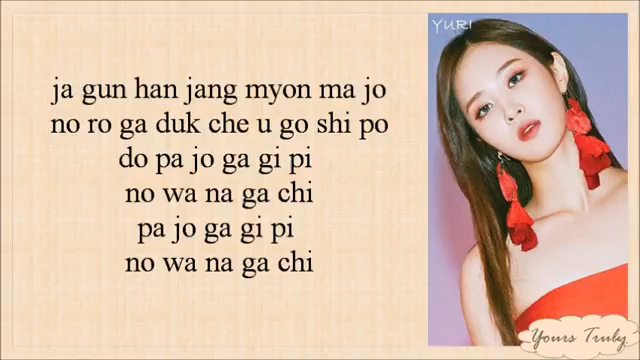 YURI
ja gun han jang myon ma jo
no ro ga duk che u go shi po
do pa jo ga gi pi
no wa na ga chi
pa jo ga gi pi
no wa na ga chi
Yours Truly